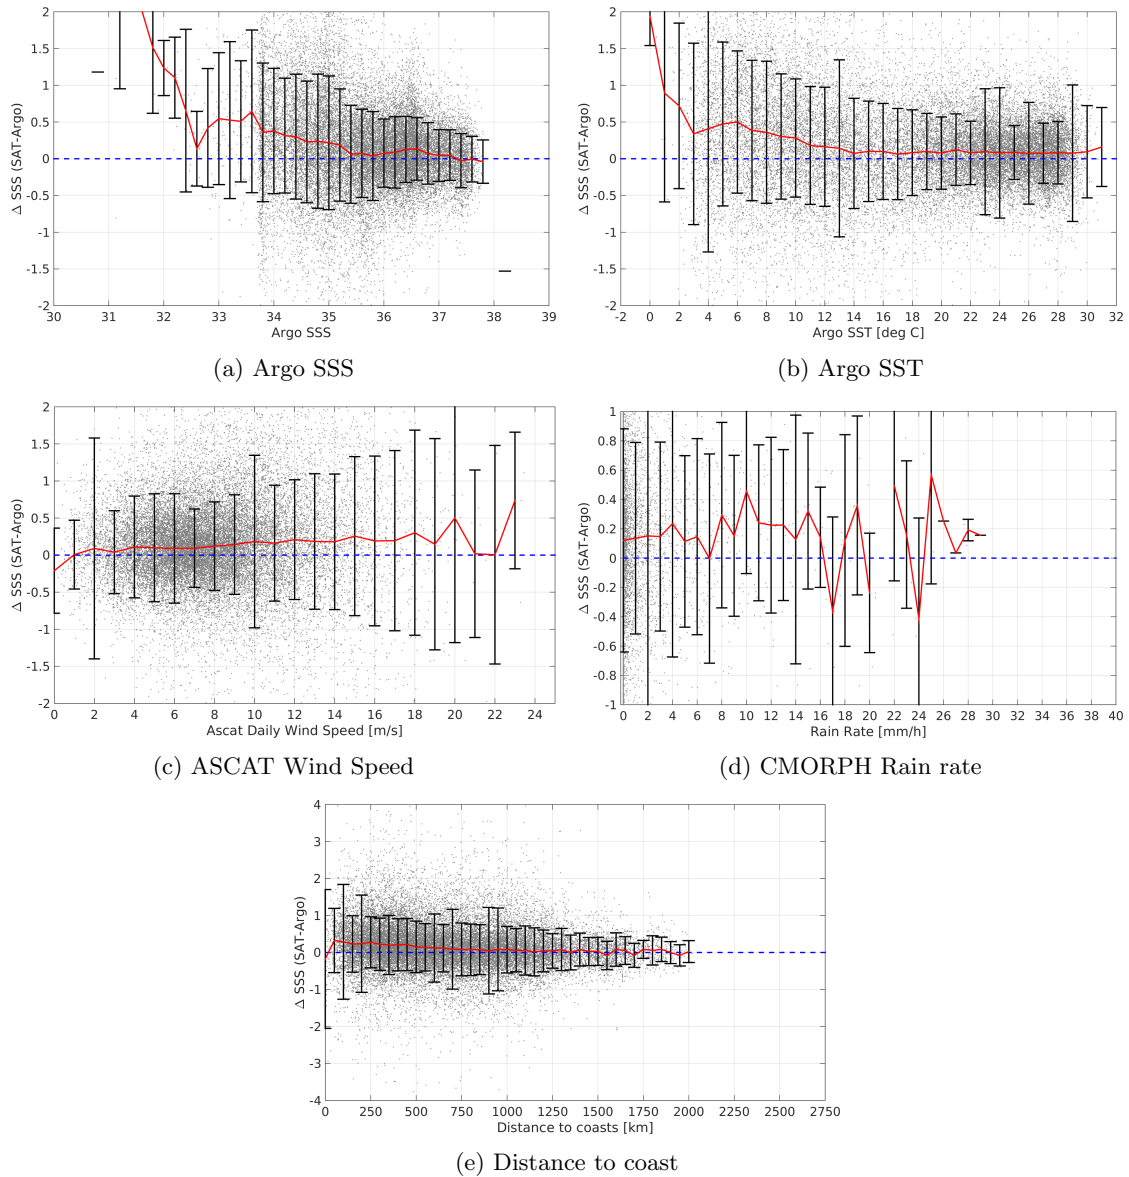 2
1.5
1
0.5
0
-0.5
-1
-1.5
-2
Δ SSS (SAT-Argo)
30 31 32 33 34 35 36 37 38 39
Argo SSS
(a) Argo SSS
2
1.5
1
0.5
0
-0.5
-1
-1.5
-2
Δ SSS (SAT-Argo)
-2 0 2 4 6 8 10 12 14 16 18 20 22 24 26 28 30 32
Argo SST [deg C]
(b) Argo SST
2
1.5
1
0.5
0
-0.5
-1
-1.5
-2
Δ SSS (SAT-Argo)
0 2 4 6 8 10 12 14 16 18 20 22 24
Ascat Daily Wind Speed [m/s]
(c) ASCAT Wind Speed
1
0.8
0.6
0.4
0.2
0
-0.2
-0.4
-0.6
-0.8
-1
Δ SSS (SAT-Argo)
0 2 4 6 8 10 12 14 16 18 20 22 24 26 28 30 32 34 36 38 40
Rain Rate [mm/h]
(d) CMORPH Rain rate
4
3
2
1
0
-1
-2
-3
-4
Δ SSS (SAT-Argo)
0 250 500 750 1000 1250 1500 1750 2000 2250 2500 2750
Distance to coasts [km]
(e) Distance to coast